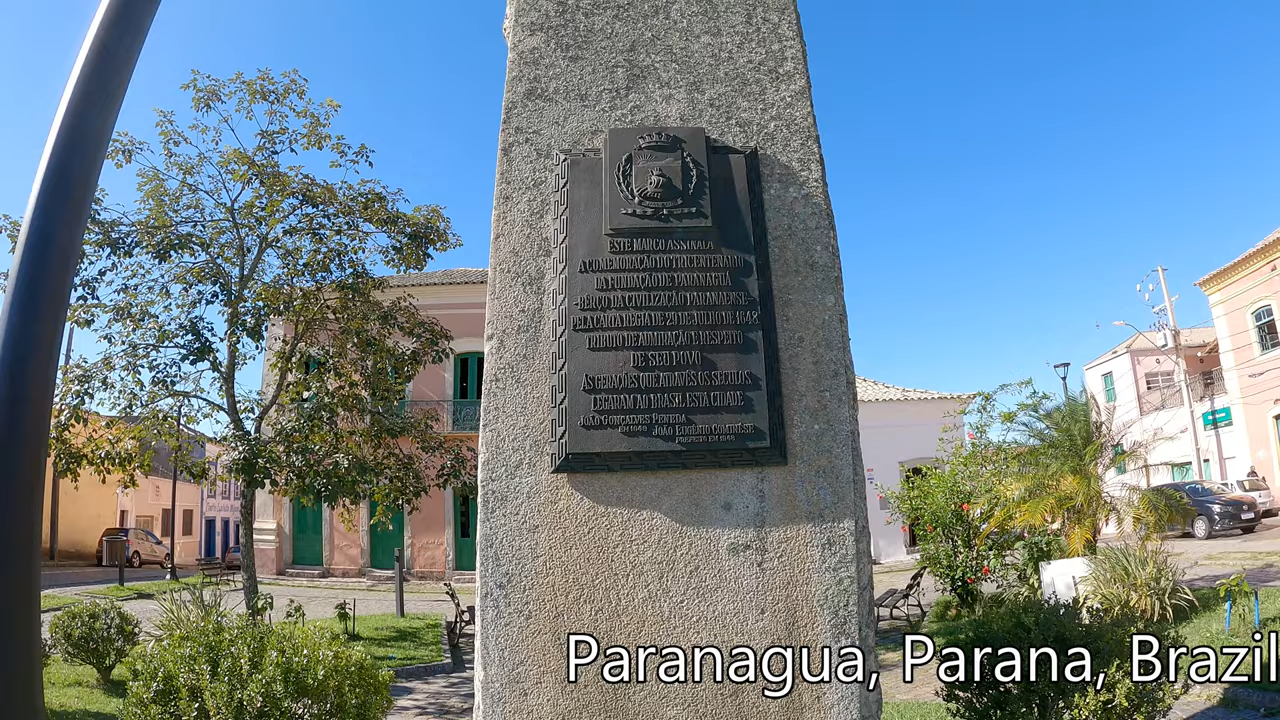 ESTE MARCO ASSINALA
A COMEMORAÇÃO DO TRICENTENÁRIO
DA FUNDAÇÃO DE PARANAGUÁ
-BERÇO DA CIVILIZAÇÃO PARANAENSE-
PELA CARTA RÉGIA DE 29 DE JULHO DE 1648.
TRIBUTO DE ADMIRAÇÃO E RESPEITO
DE SEU POVO
ÀS GERAÇÕES QUE ATRAVÉS OS SECULOS
LEGARAM AO BRASIL ESTA CIDADE
JOÃO GONÇALVES PENEDA
JOÃO EUGÊNIO COMINESE
PREFEITO EM 1948
Paranagua, Parana, Brazil